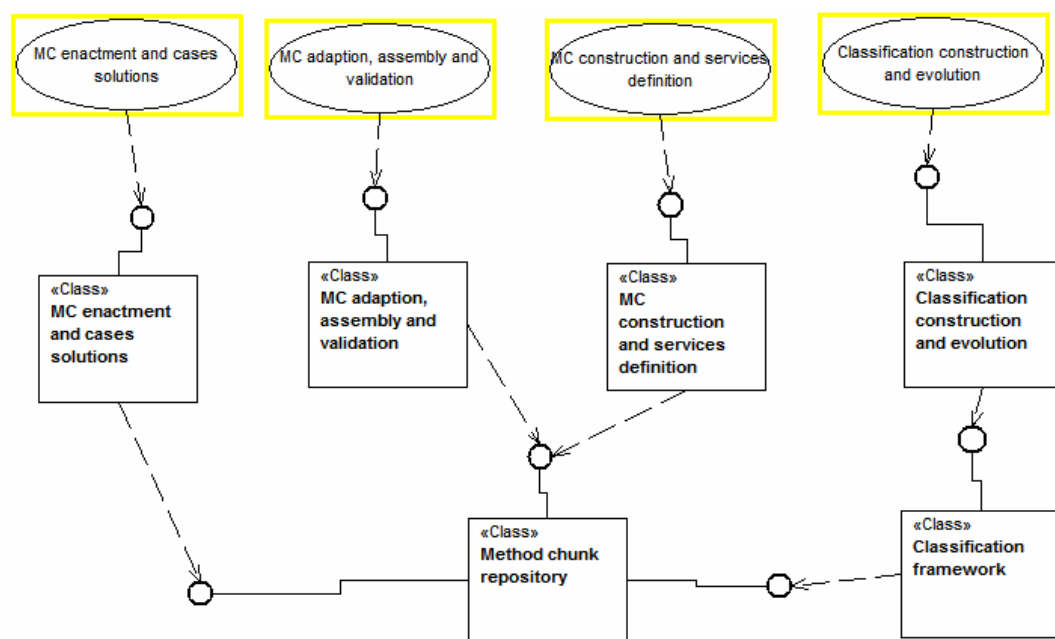 MC enactment and cases
solutions
MC adaption, assembly and
validation
MC construction and services
definition
Classification construction
and evolution
«Class»
MC enactment
and cases
solutions
«Class»
MC adaption,
assembly and
validation
«Class»
MC
construction
and services
definition
«Class»
Classification
construction
and evolution
«Class»
Method chunk
repository
«Class»
Classification
framework